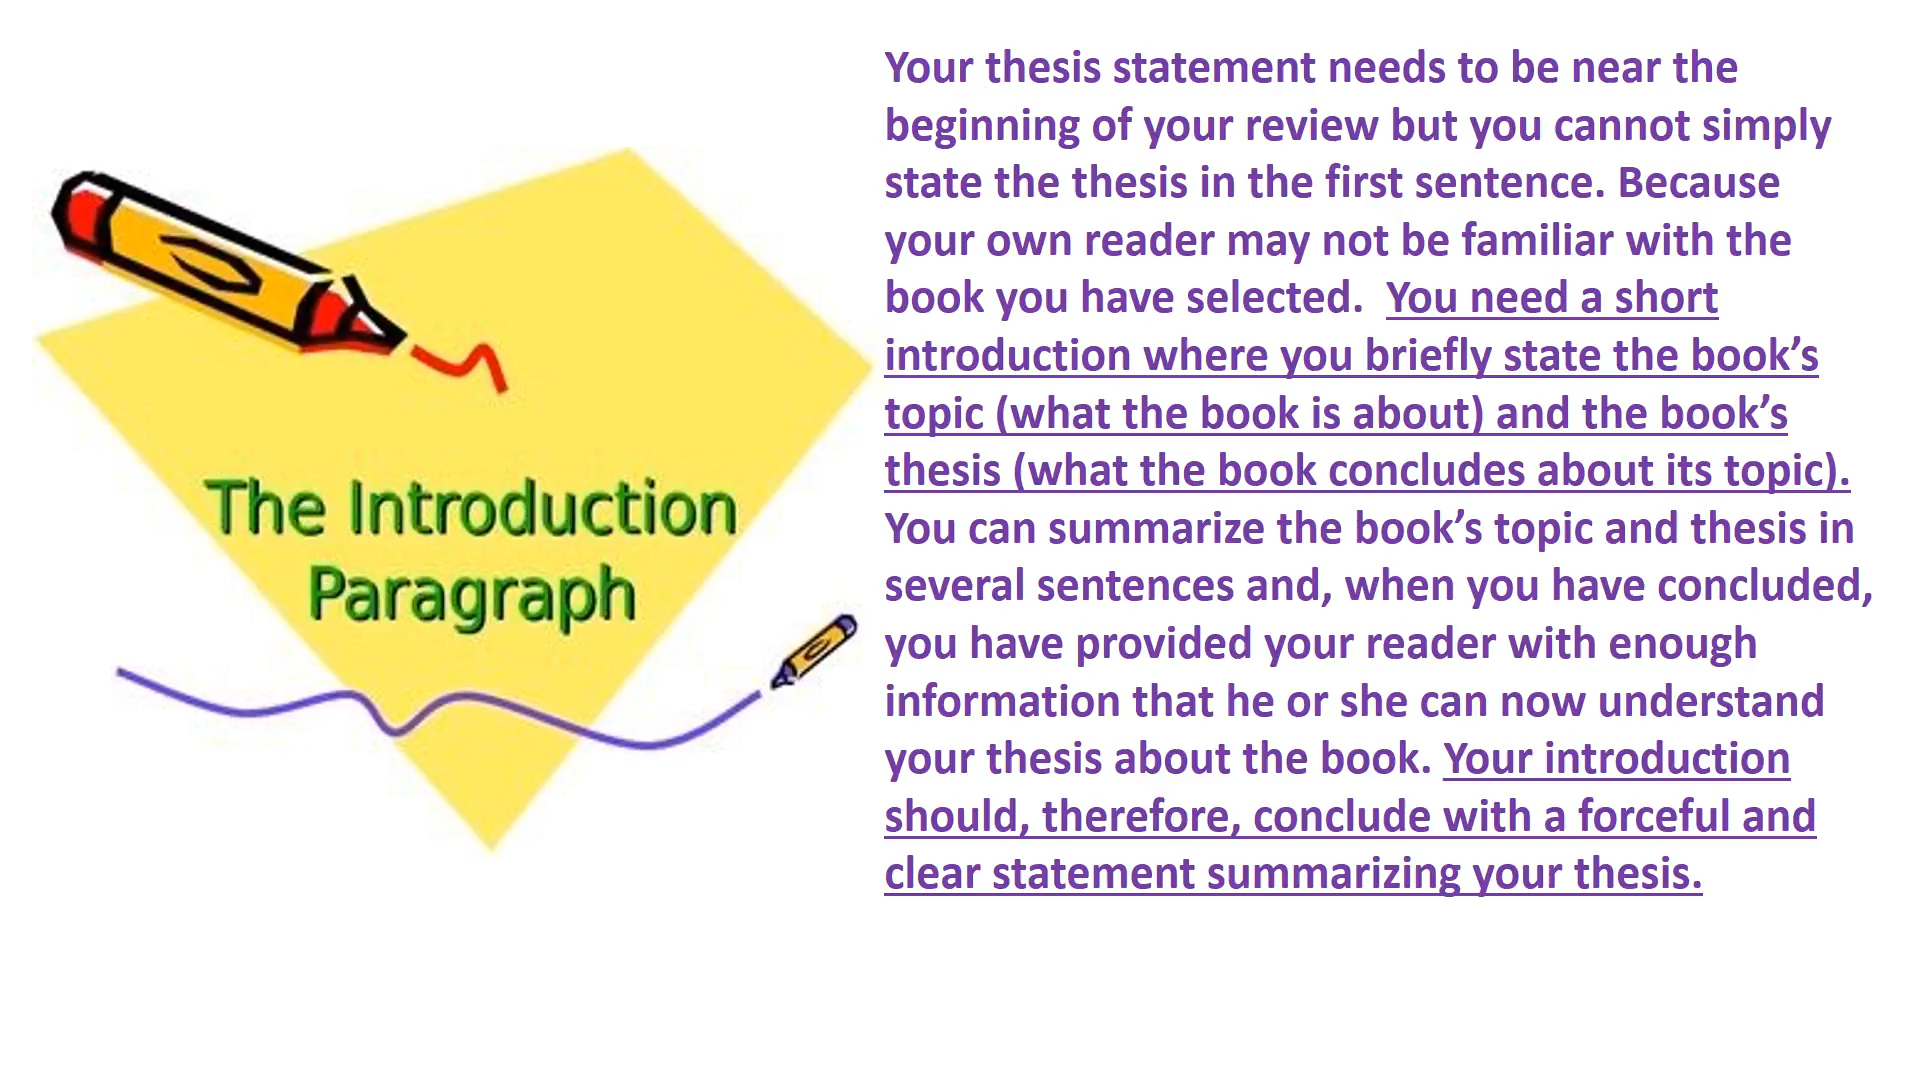 The Introduction
Paragraph
Your thesis statement needs to be near the
beginning of your review but you cannot simply
state the thesis in the first sentence. Because
your own reader may not be familiar with the
book you have selected.  You need a short
introduction where you briefly state the book’s
topic (what the book is about) and the book’s
thesis (what the book concludes about its topic).
You can summarize the book’s topic and thesis in
several sentences and, when you have concluded,
you have provided your reader with enough
information that he or she can now understand
your thesis about the book. Your introduction
should, therefore, conclude with a forceful and
clear statement summarizing your thesis.